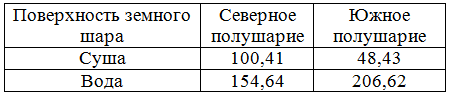 Поверхность земного шара Северное полушарие Южное полушарие
Суша 100,41 48,43
Вода 154,64 206,62